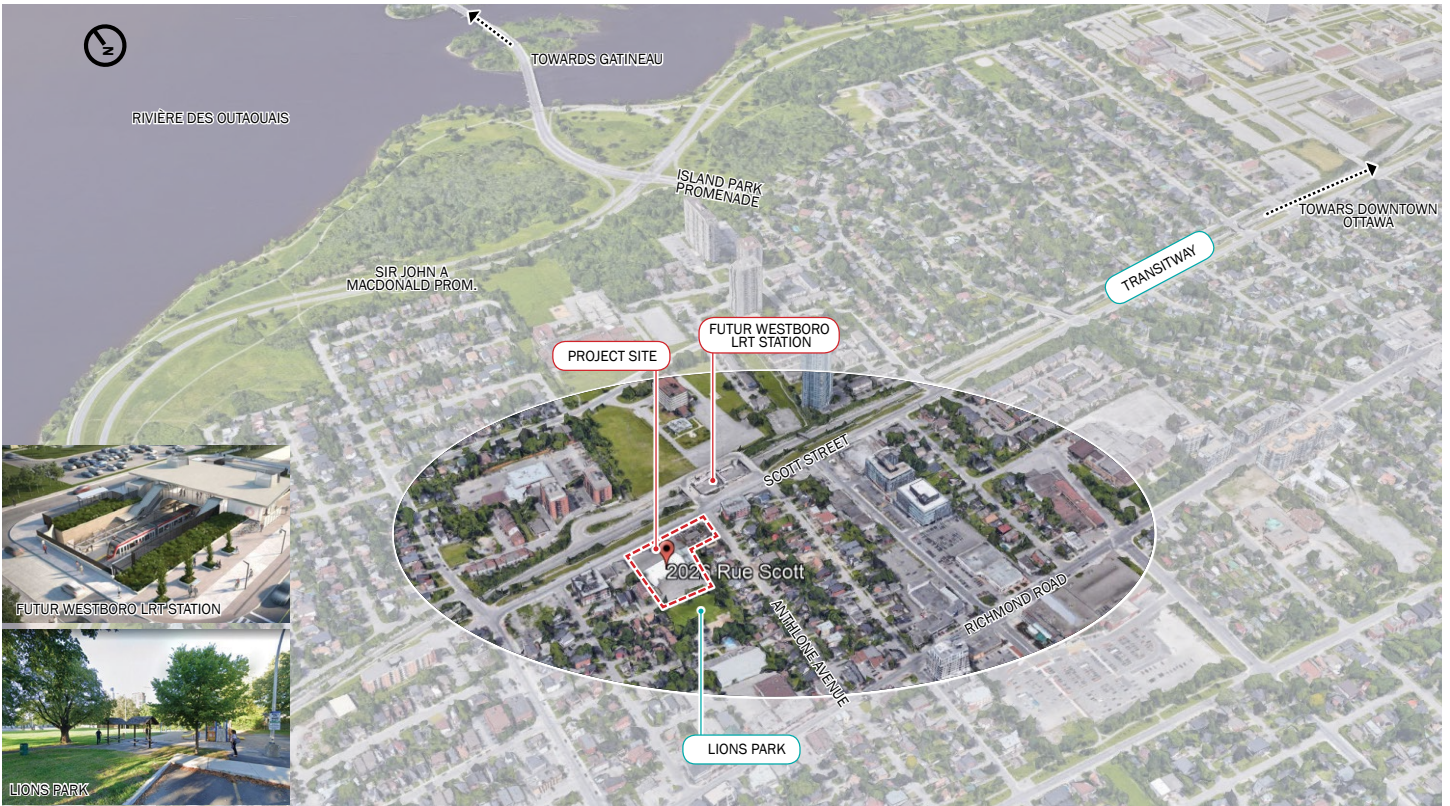 N
TOWARDS GATINEAU
RIVIÈRE DES OUTAOUAIS
ISLAND PARK
PROMENADE
TOWARS DOWNTOWN
OTTAWA
TRANSITWAY
SIR JOHN A
MACDONALD PROM.
FUTUR WESTBORO
LRT STATION
PROJECT SITE
SCOTT STREET
2026 Rue Scott
ANTHLONE AVENUE
RICHMOND ROAD
FUTUR WESTBORO LRT STATION
LIONS PARK
LIONS PARK